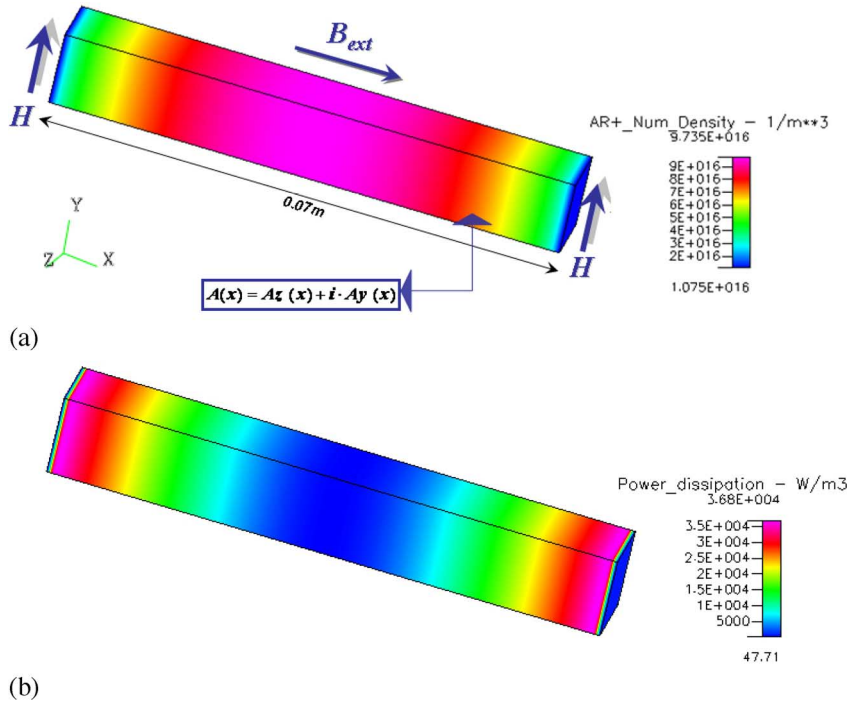 B_ext
H
AR+_Num_Density - 1/m**3
9.735E+016
9E+016
8E+016
7E+016
6E+016
5E+016
4E+016
3E+016
2E+016
1.075E+016
0.07m
H
Y
Z
X
A(x) = Az (x) + i · Ay (x)
(a)
Power_dissipation - W/m3
3.68E+004
3.5E+004
3E+004
2.5E+004
2E+004
1.5E+004
1E+004
5000
47.71
(b)